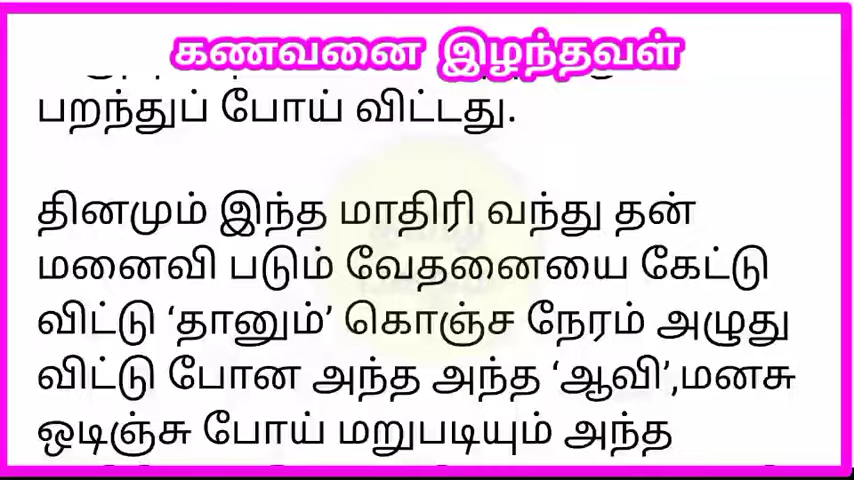 கணவனை இழந்தவள்
பறந்துப் போய் விட்டது.
தினமும் இந்த மாதிரி வந்து தன்
மனைவி படும் வேதனையை கேட்டு
விட்டு ‘தானும்’ கொஞ்ச நேரம் அழுது
விட்டு போன அந்த அந்த ‘ஆவி’,மனசு
ஒடிஞ்சு போய் மறுபடியும் அந்த